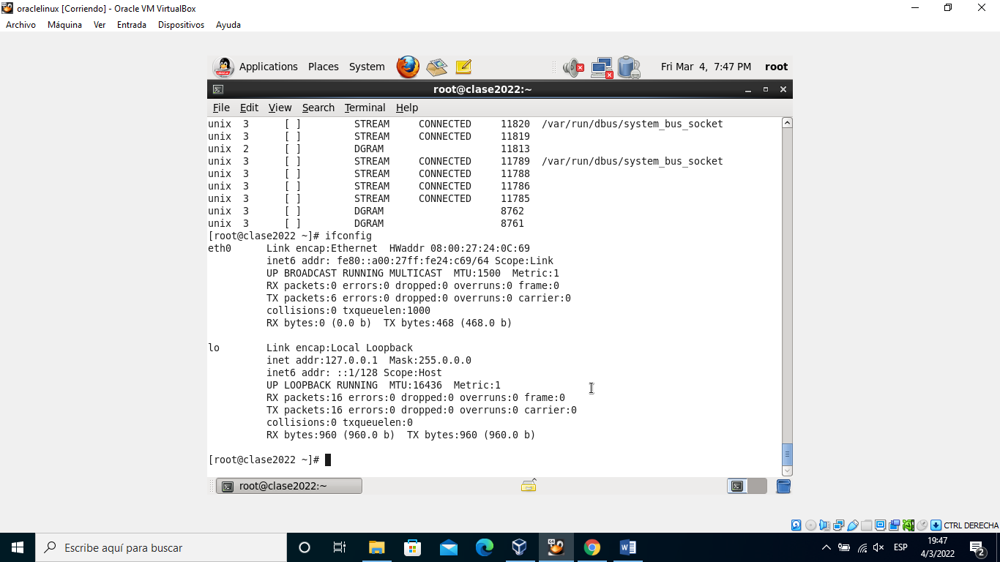 oraclelinux [Corriendo] - Oracle VM VirtualBox
Archivo Máquina Ver Entrada Dispositivos Ayuda
Applications Places System Fri Mar 4, 7:47 PM root
root@clase2022:~
File Edit View Search Terminal Help
unix  3      [ ]         STREAM     CONNECTED     11820  /var/run/dbus/system_bus_socket
unix  3      [ ]         STREAM     CONNECTED     11819
unix  2      [ ]         DGRAM                    11813
unix  3      [ ]         STREAM     CONNECTED     11789  /var/run/dbus/system_bus_socket
unix  3      [ ]         STREAM     CONNECTED     11788
unix  3      [ ]         STREAM     CONNECTED     11786
unix  3      [ ]         STREAM     CONNECTED     11785
unix  3      [ ]         DGRAM                    8762
unix  3      [ ]         DGRAM                    8761
[root@clase2022 ~]# ifconfig
eth0      Link encap:Ethernet  HWaddr 08:00:27:24:0C:69
          inet6 addr: fe80::a00:27ff:fe24:c69/64 Scope:Link
          UP BROADCAST RUNNING MULTICAST  MTU:1500  Metric:1
          RX packets:0 errors:0 dropped:0 overruns:0 frame:0
          TX packets:6 errors:0 dropped:0 overruns:0 carrier:0
          collisions:0 txqueuelen:1000
          RX bytes:0 (0.0 b)  TX bytes:468 (468.0 b)
lo        Link encap:Local Loopback
          inet addr:127.0.0.1  Mask:255.0.0.0
          inet6 addr: ::1/128 Scope:Host
          UP LOOPBACK RUNNING  MTU:16436  Metric:1
          RX packets:16 errors:0 dropped:0 overruns:0 frame:0
          TX packets:16 errors:0 dropped:0 overruns:0 carrier:0
          collisions:0 txqueuelen:0
          RX bytes:960 (960.0 b)  TX bytes:960 (960.0 b)
[root@clase2022 ~]#
root@clase2022:~
CTRL DERECHA
Escribe aquí para buscar
ESP
19:47
4/3/2022
2